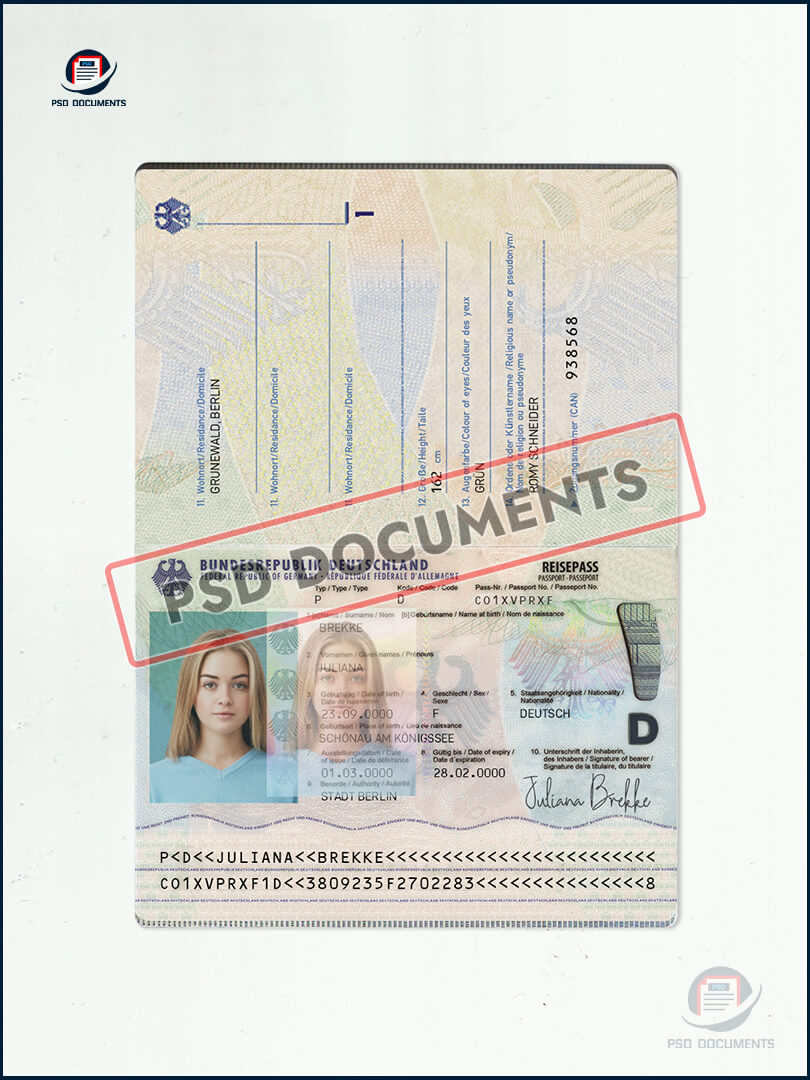 PSD
PSD DOCUMENTS
1
11. Wohnort/Residance/Domicile
GRUNEWALD, BERLIN
11. Wohnort/Residance/Domicile
11. Wohnort/Residance/Domicile
12. Größe/Height/Taile
162 cm
13. Augenfarbe/Colour of eyes/Couleur des yeux
GRÜN
14. Ordens oder Künstlername /Religious name or pseudonym/
Nom de religion ou pseudonyme
ROMY SCHNEIDER
Zugangsnummer (CAN) 938568
PSD DOCUMENTS
BUNDESREPUBLIK DEUTSCHLAND REISEPASS
FEDERAL REPUBLIC OF GERMANY · RÉPUBLIQUE FÉDÉRALE D'ALLEMAGNE PASSPORT · PASSEPORT
Typ / Type / Type Kode / Code / Code Pass-Nr. / Passport No. / Passeport No.
P D C01XVPRXF
1.[a]Name / Surname / Nom [b]Geburtsname / Name at birth / Nom de naissance
BREKKE
2. Vornamen / Given names / Prénoms
JULIANA
3. Geburtstag / Date of birth / 4. Geschlecht / Sex / 5. Staatsangehörigkeit / Nationality /
Date de naissance Sexe Nationalité
23.09.0000 F DEUTSCH
6. Geburtsort / Place of birth / Lieu de naissance
SCHÖNAU AM KÖNIGSSEE
D
7. Ausstellungsdatum / Date 8. Gültig bis / Date of expiry / 10. Unterschrift der Inhaberin,
of issue / Date de délivrance Date d'expiration des Inhabers / Signature of bearer /
Signature de la titulaire, du titulaire
01.03.0000 28.02.0000
9. Behörde / Authority / Autorité
STADT BERLIN
Juliana Brekke
P<D<<JULIANA<<BREKKE<<<<<<<<<<<<<<<<<<<<<<<<
C01XVPRXF1D<<3809235F2702283<<<<<<<<<<<<<<<8
PSD
PSD DOCUMENTS